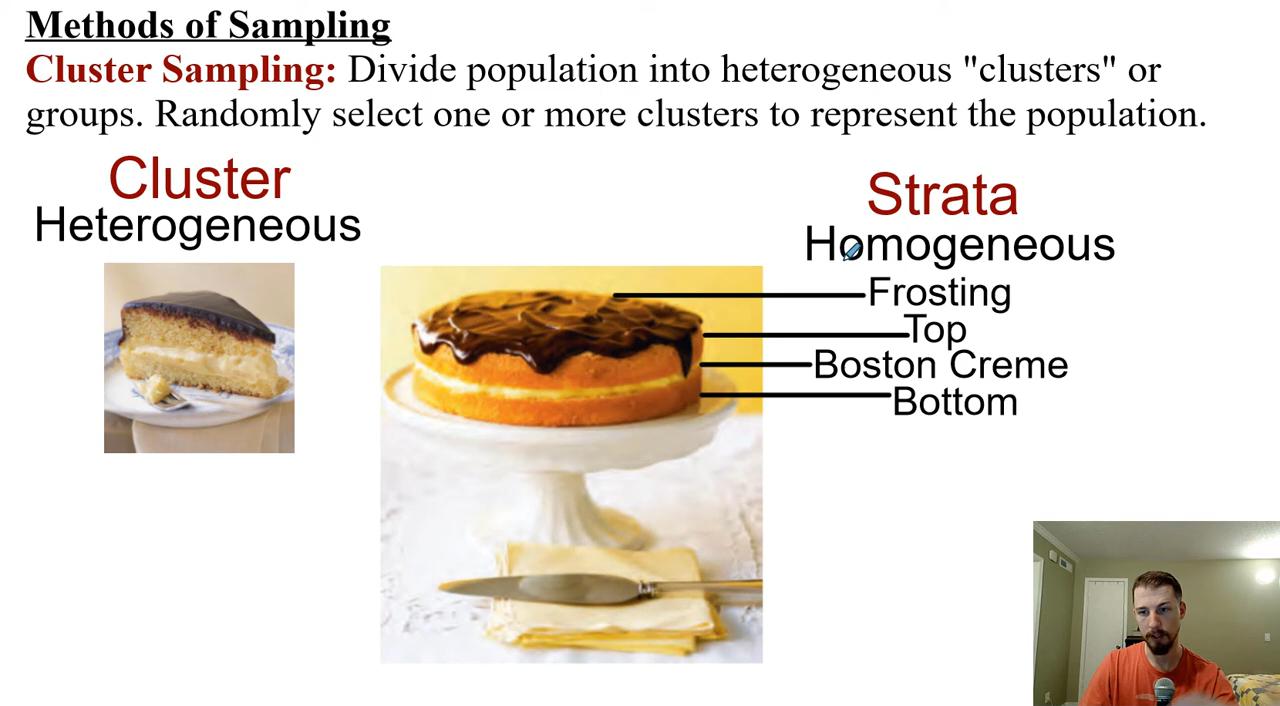 Methods of Sampling
Cluster Sampling: Divide population into heterogeneous "clusters" or
groups. Randomly select one or more clusters to represent the population.
Cluster
Heterogeneous
Strata
Homogeneous
Frosting
Top
Boston Creme
Bottom